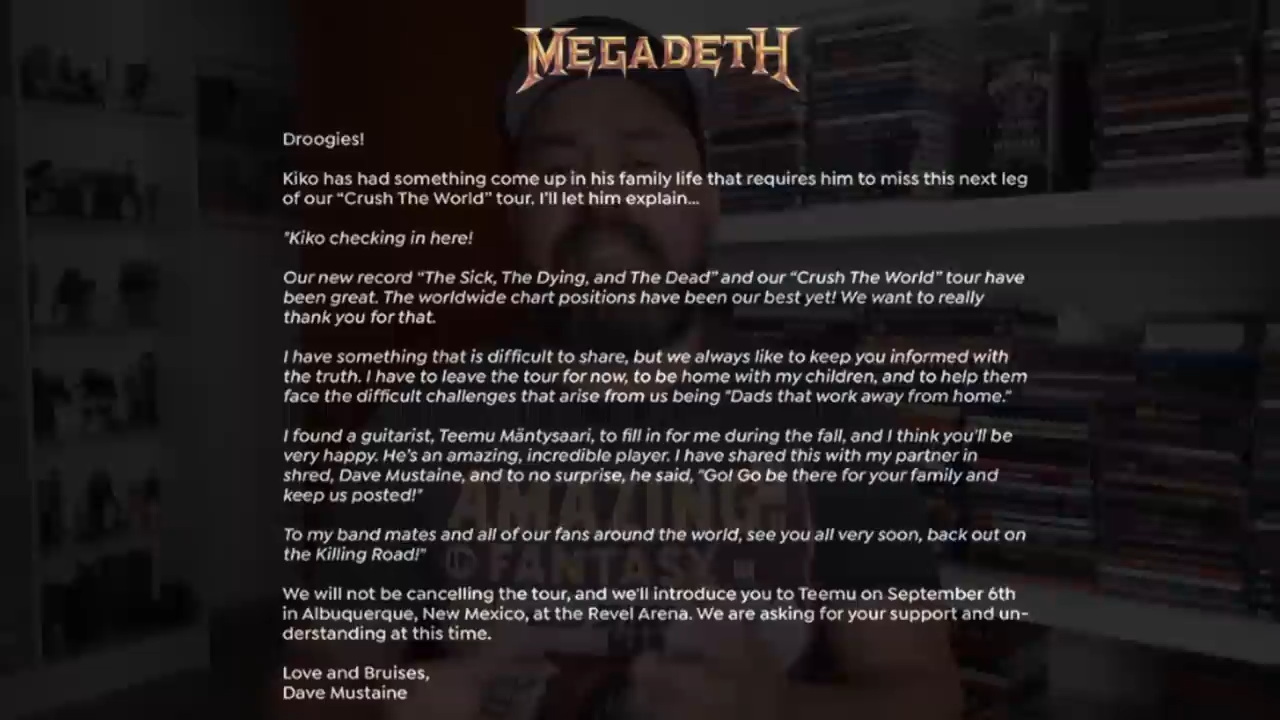 MEGADETH
Droogies!
Kiko has had something come up in his family life that requires him to miss this next leg
of our “Crush The World” tour. I'll let him explain...
"Kiko checking in here!
Our new record “The Sick, The Dying, and The Dead” and our “Crush The World” tour have
been great. The worldwide chart positions have been our best yet! We want to really
thank you for that.
I have something that is difficult to share, but we always like to keep you informed with
the truth. I have to leave the tour for now, to be home with my children, and to help them
face the difficult challenges that arise from us being "Dads that work away from home."
I found a guitarist, Teemu Mäntysaari, to fill in for me during the fall, and I think you'll be
very happy. He's an amazing, incredible player. I have shared this with my partner in
shred, Dave Mustaine, and to no surprise, he said, "Go! Go be there for your family and
keep us posted!"
To my band mates and all of our fans around the world, see you all very soon, back out on
the Killing Road!"
We will not be cancelling the tour, and we'll introduce you to Teemu on September 6th
in Albuquerque, New Mexico, at the Revel Arena. We are asking for your support and un-
derstanding at this time.
Love and Bruises,
Dave Mustaine
AMAZING
FANTASY